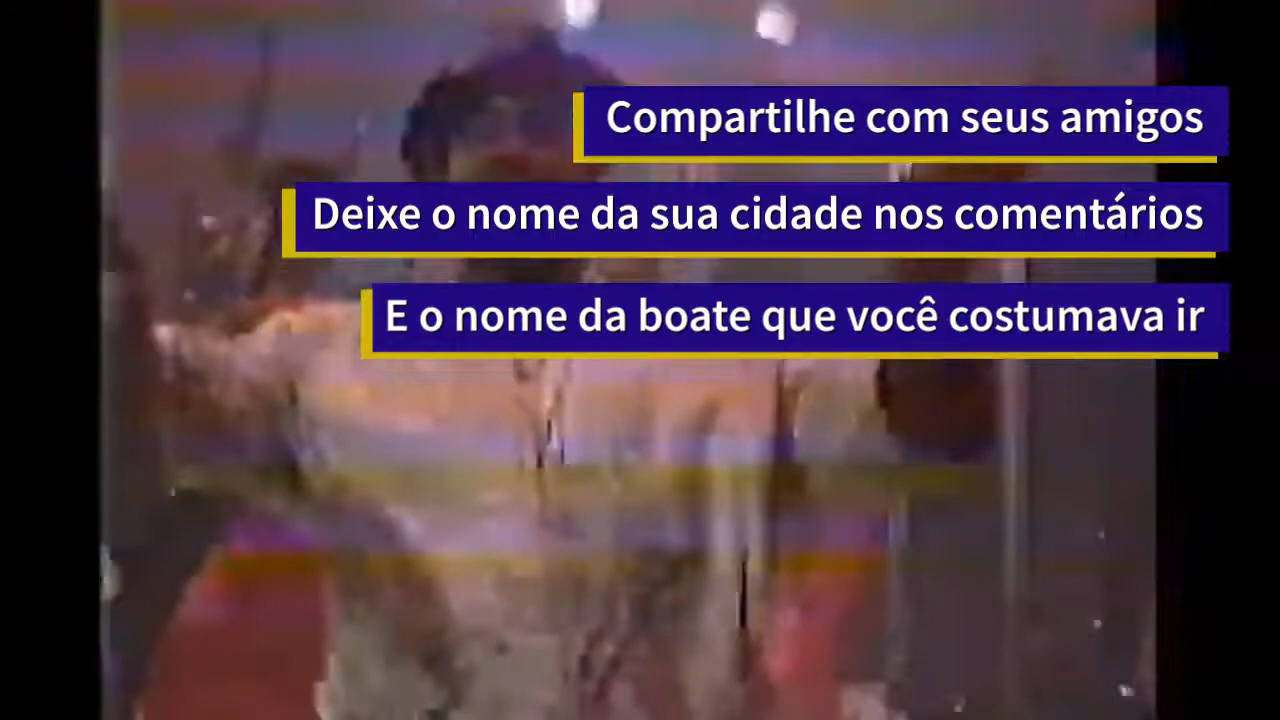 Compartilhe com seus amigos
Deixe o nome da sua cidade nos comentários
E o nome da boate que você costumava ir